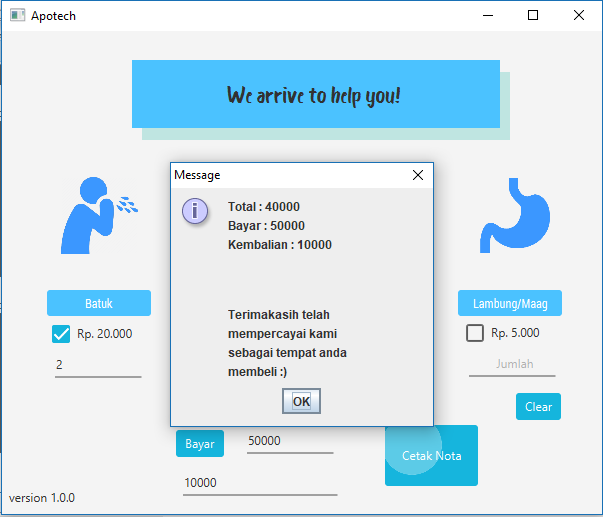 Apotech
We arrive to help you!
Message
Total : 40000
Bayar : 50000
Kembalian : 10000
Terimakasih telah
mempercayai kami
sebagai tempat anda
membeli :)
OK
Batuk
Rp. 20.000
2
Lambung/Maag
Rp. 5.000
Jumlah
Clear
Bayar
50000
Cetak Nota
10000
version 1.0.0